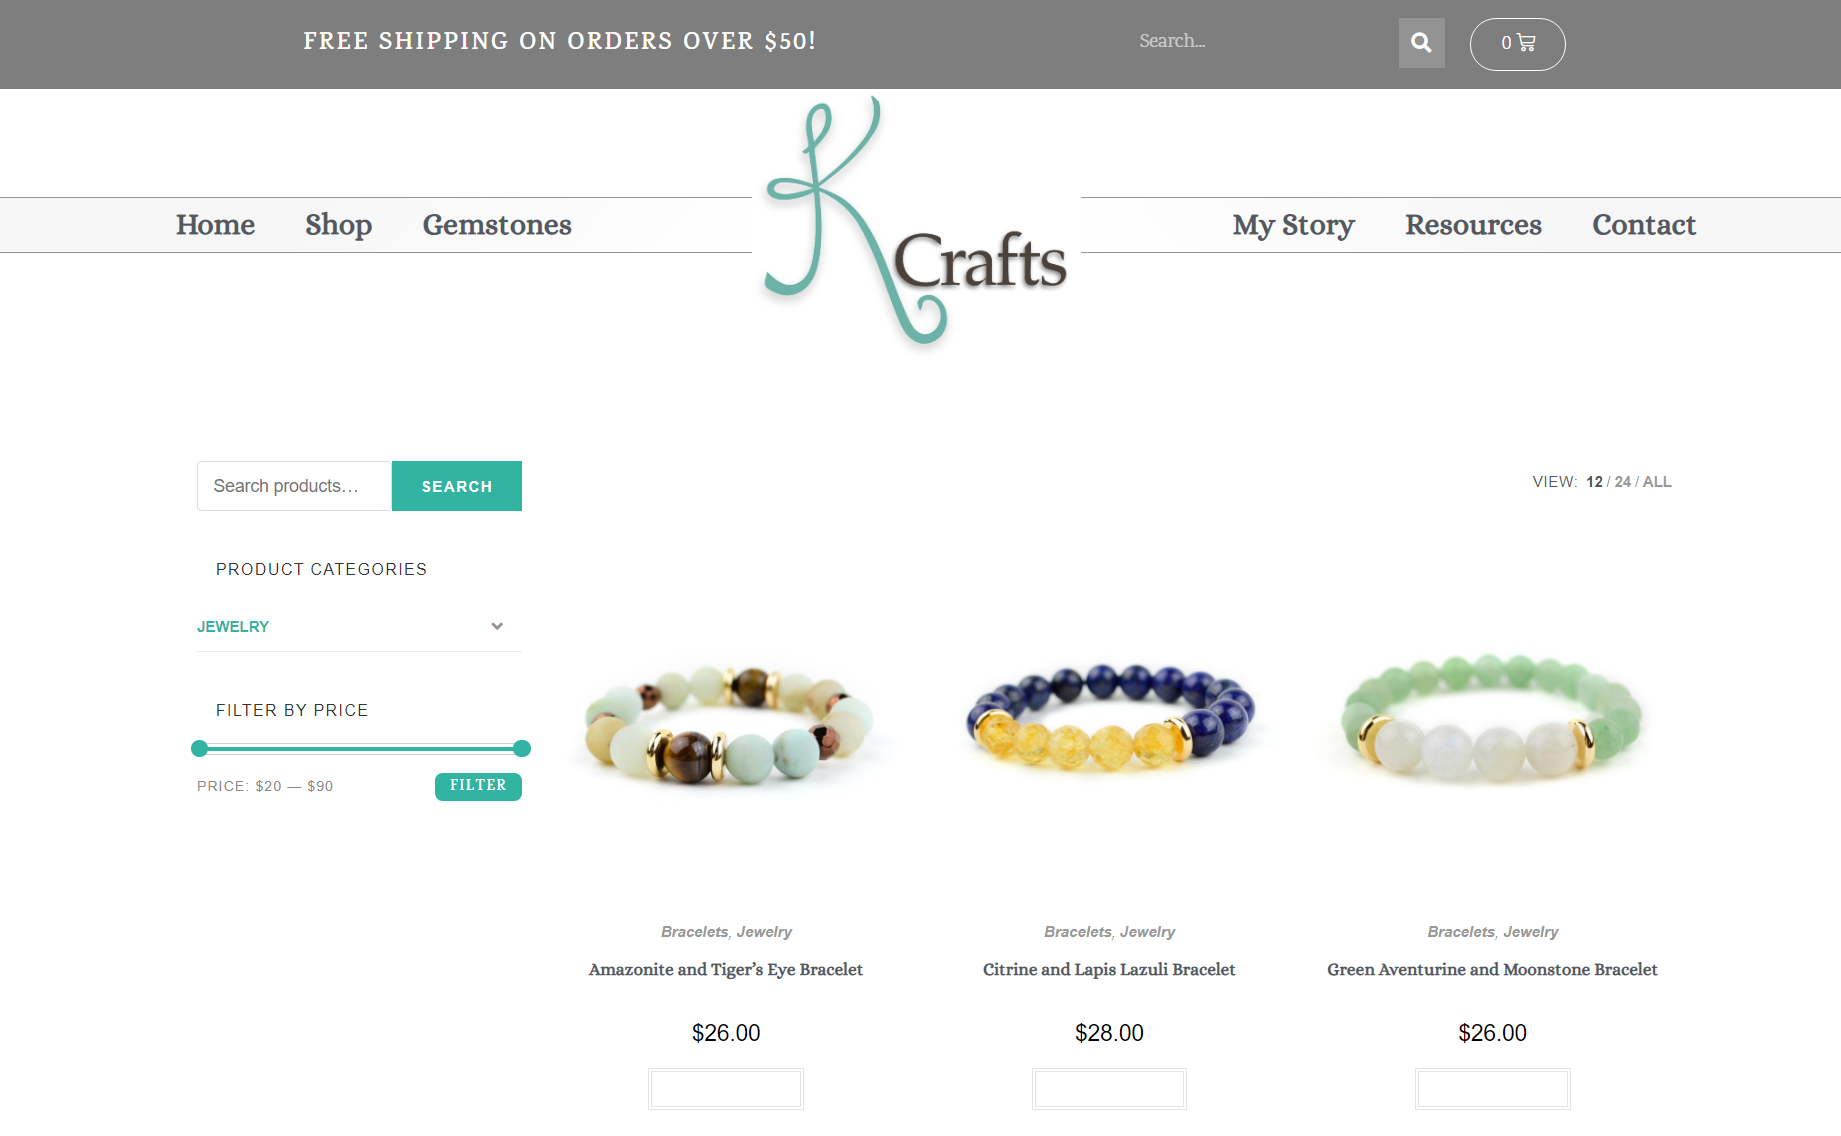 FREE SHIPPING ON ORDERS OVER $50!
Search...
0
K Crafts
Home Shop Gemstones
My Story Resources Contact
Search products…
SEARCH
VIEW: 12 / 24 / ALL
PRODUCT CATEGORIES
JEWELRY
FILTER BY PRICE
PRICE: $20 — $90
FILTER
Bracelets, Jewelry
Amazonite and Tiger’s Eye Bracelet
$26.00
Bracelets, Jewelry
Citrine and Lapis Lazuli Bracelet
$28.00
Bracelets, Jewelry
Green Aventurine and Moonstone Bracelet
$26.00